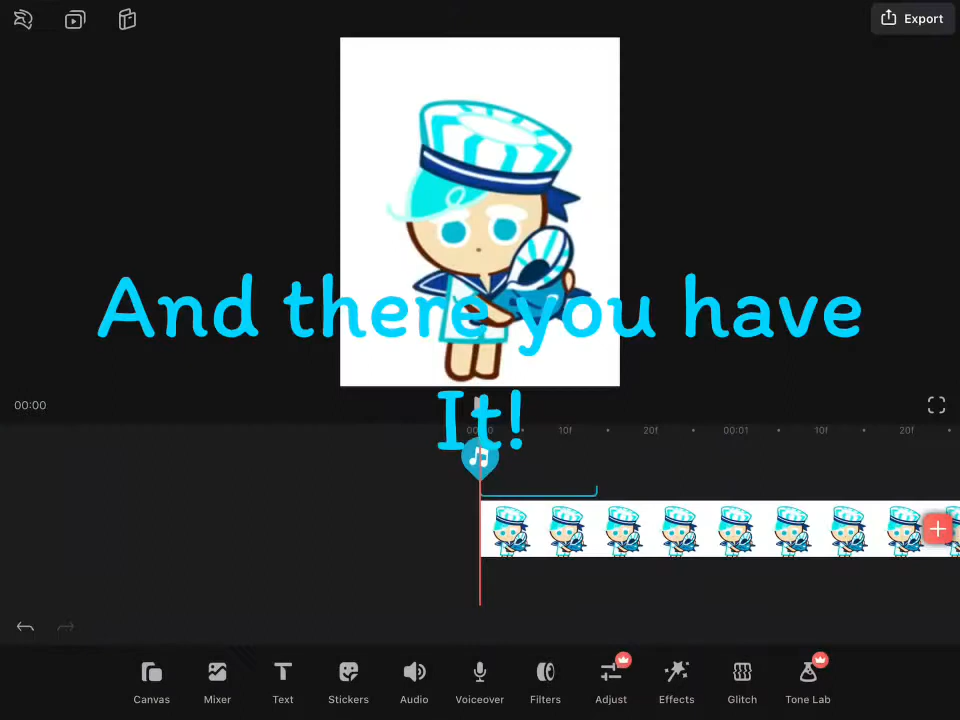 Export
And there you have
It!
00:00
00:00 10f 20f 00:01 10f 20f
Canvas Mixer Text Stickers Audio Voiceover Filters Adjust Effects Glitch Tone Lab